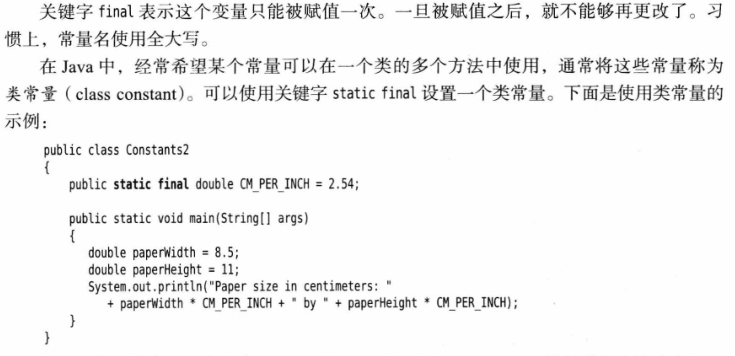 关键字 final 表示这个变量只能被赋值一次。一旦被赋值之后，就不能够再更改了。习
惯上，常量名使用全大写。
在 Java 中，经常希望某个常量可以在一个类的多个方法中使用，通常将这些常量称为
类常量（class constant）。可以使用关键字 static final 设置一个类常量。下面是使用类常量的
示例：
public class Constants2
{
public static final double CM_PER_INCH = 2.54;
public static void main(String[] args)
{
double paperWidth = 8.5;
double paperHeight = 11;
System.out.println("Paper size in centimeters: "
+ paperWidth * CM_PER_INCH + " by " + paperHeight * CM_PER_INCH);
}
}